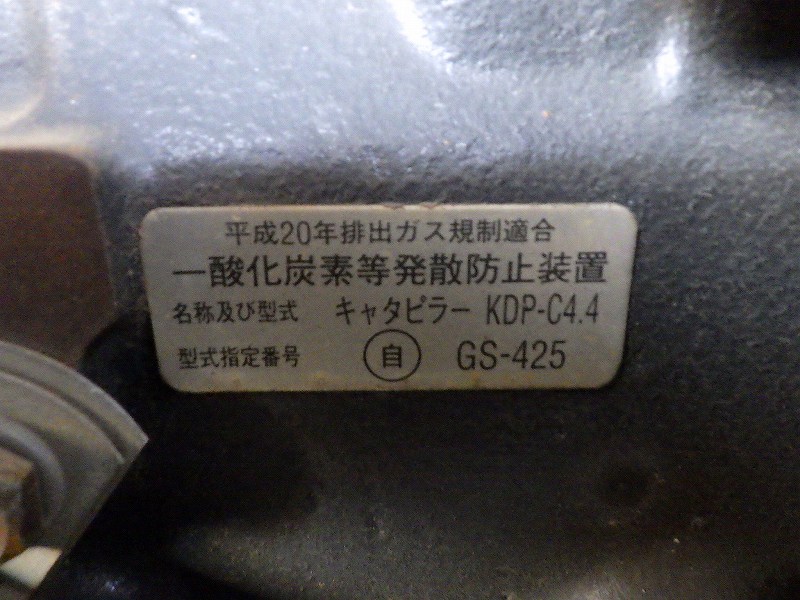 平成20年排出ガス規制適合
一酸化炭素等発散防止装置
名称及び型式 キャタピラー KDP-C4.4
型式指定番号 自 GS-425